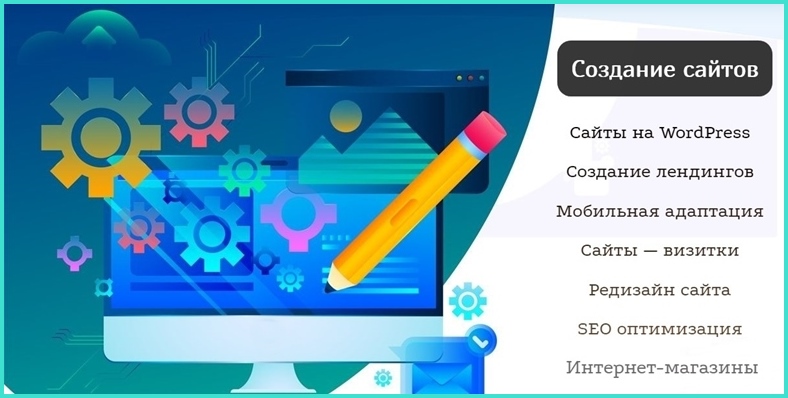 Создание сайтов
Сайты на WordPress
Создание лендингов
Мобильная адаптация
Сайты — визитки
Редизайн сайта
SEO оптимизация
Интернет-магазины